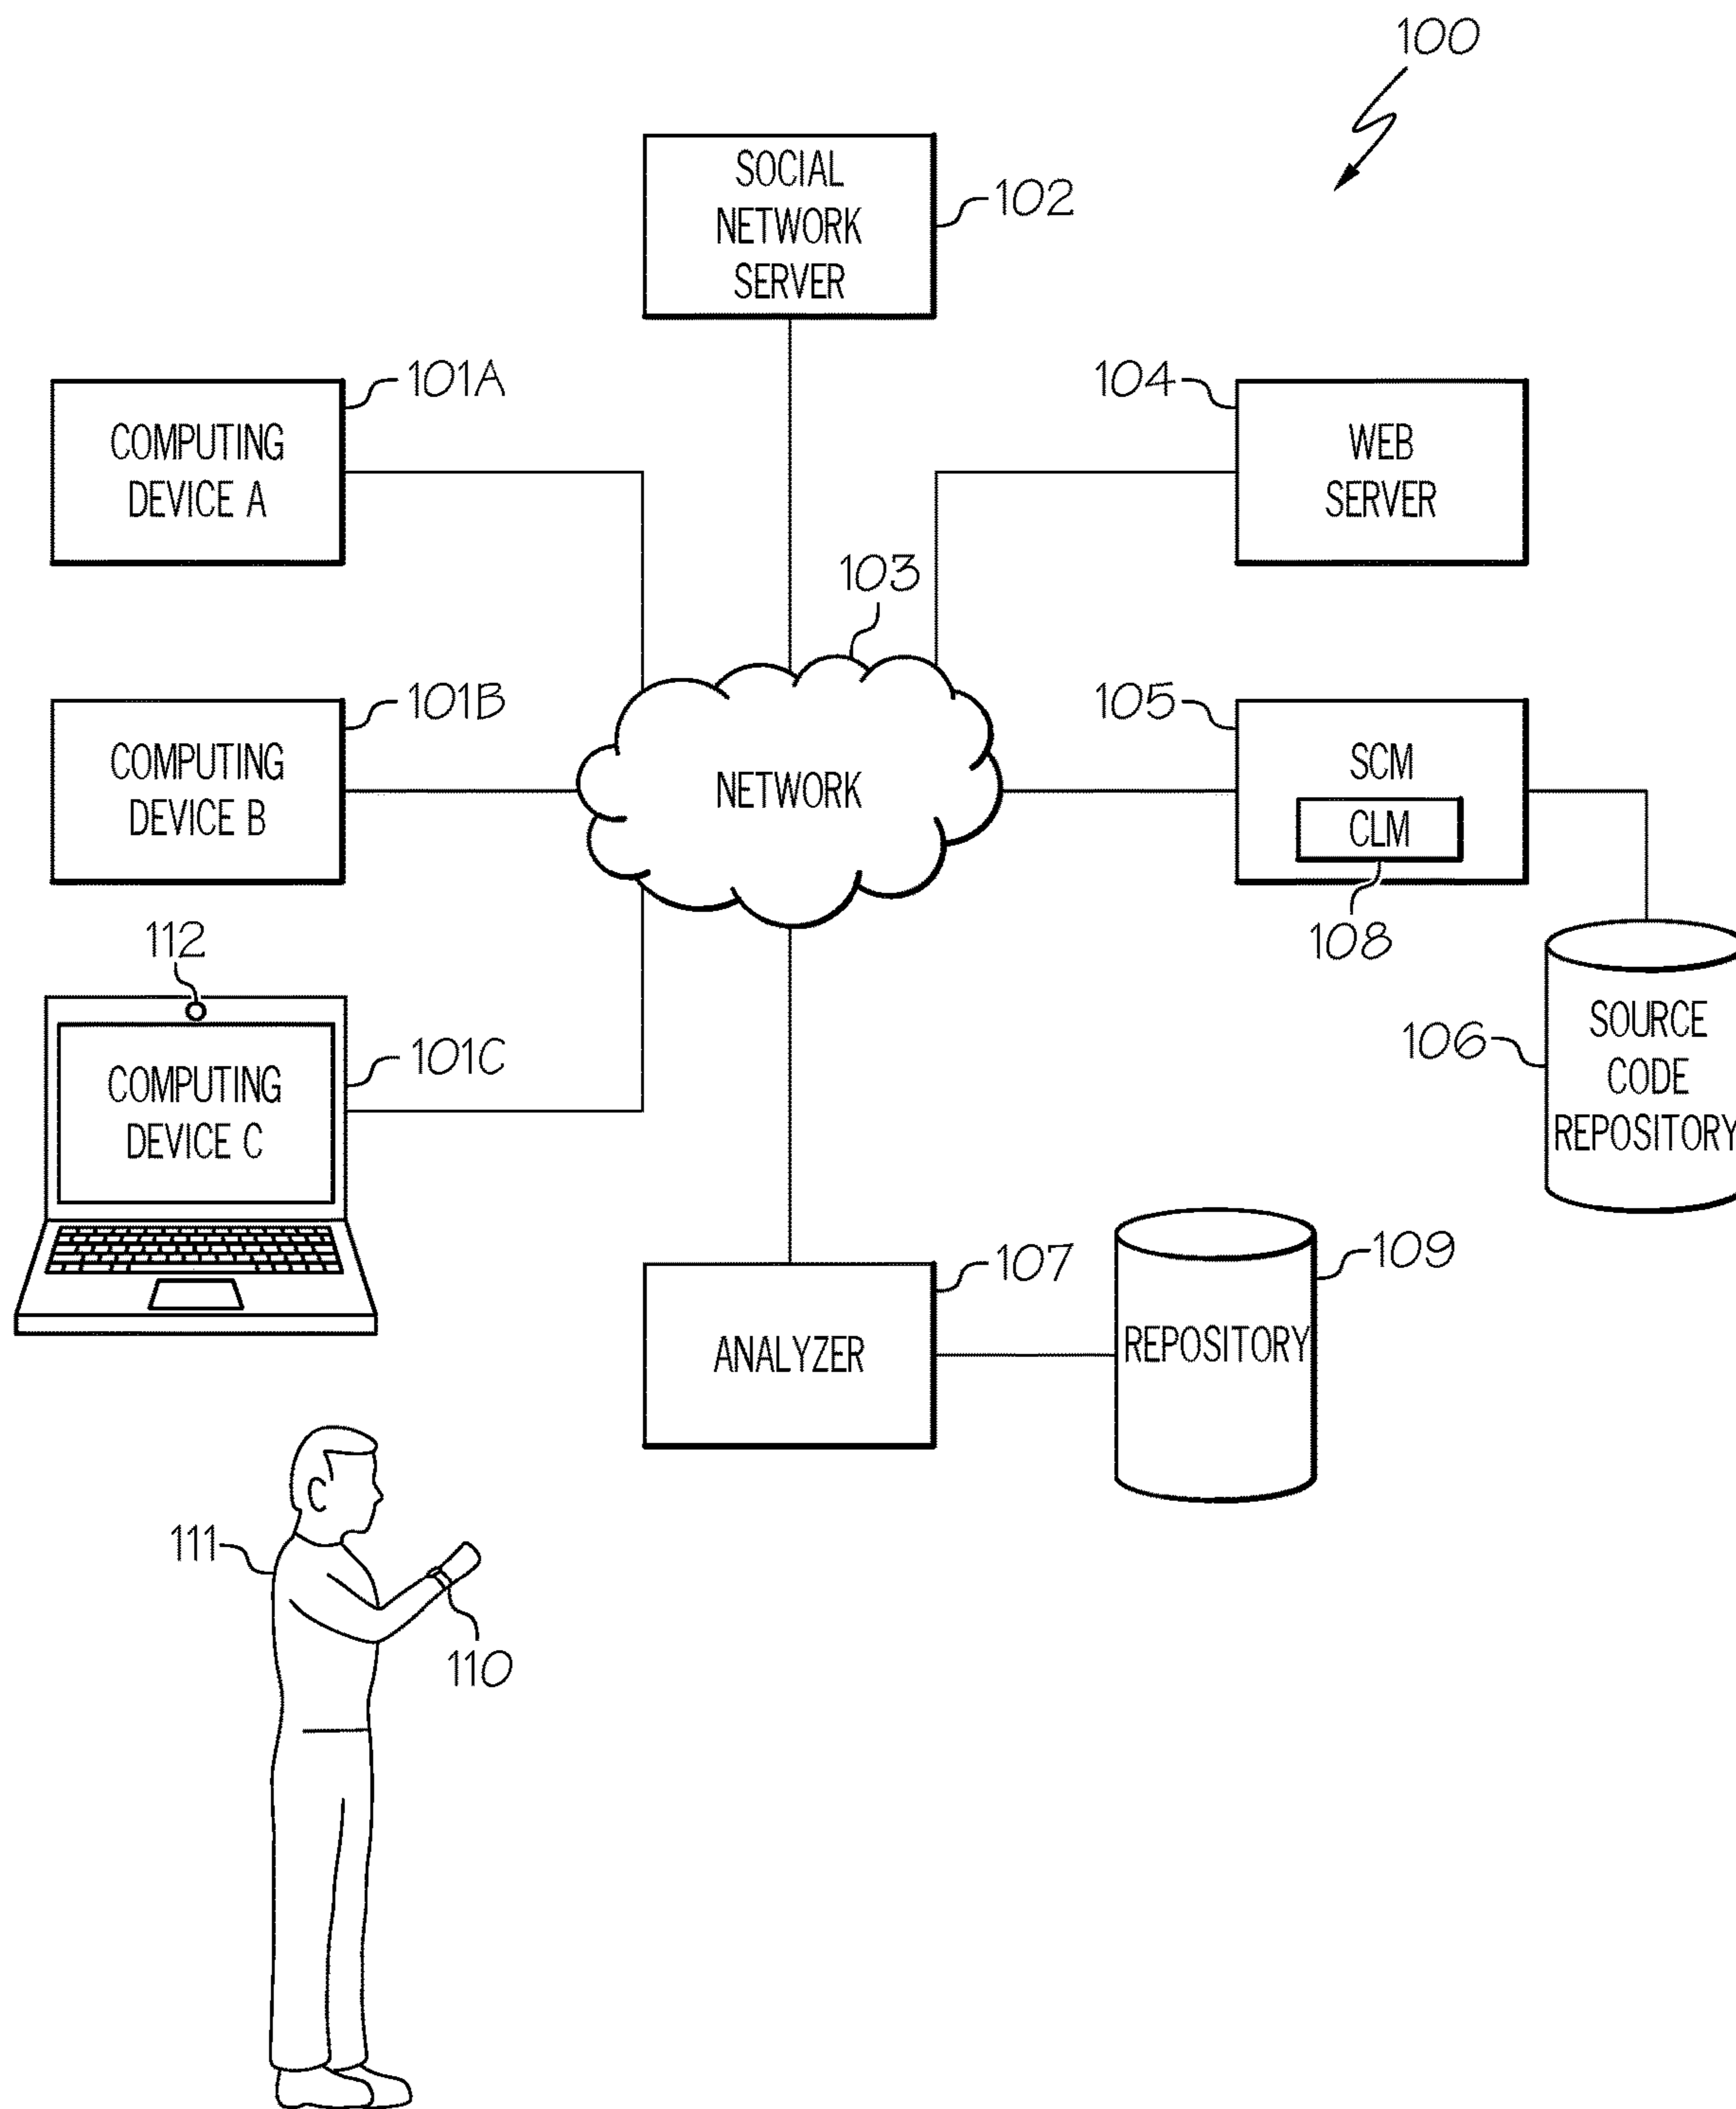 100
SOCIAL
NETWORK
SERVER
102
101A
COMPUTING
DEVICE A
104
WEB
SERVER
103
101B
COMPUTING
DEVICE B
NETWORK
105
SCM
CLM
108
112
101C
COMPUTING
DEVICE C
106
SOURCE
CODE
REPOSITORY
107
ANALYZER
109
REPOSITORY
111
110